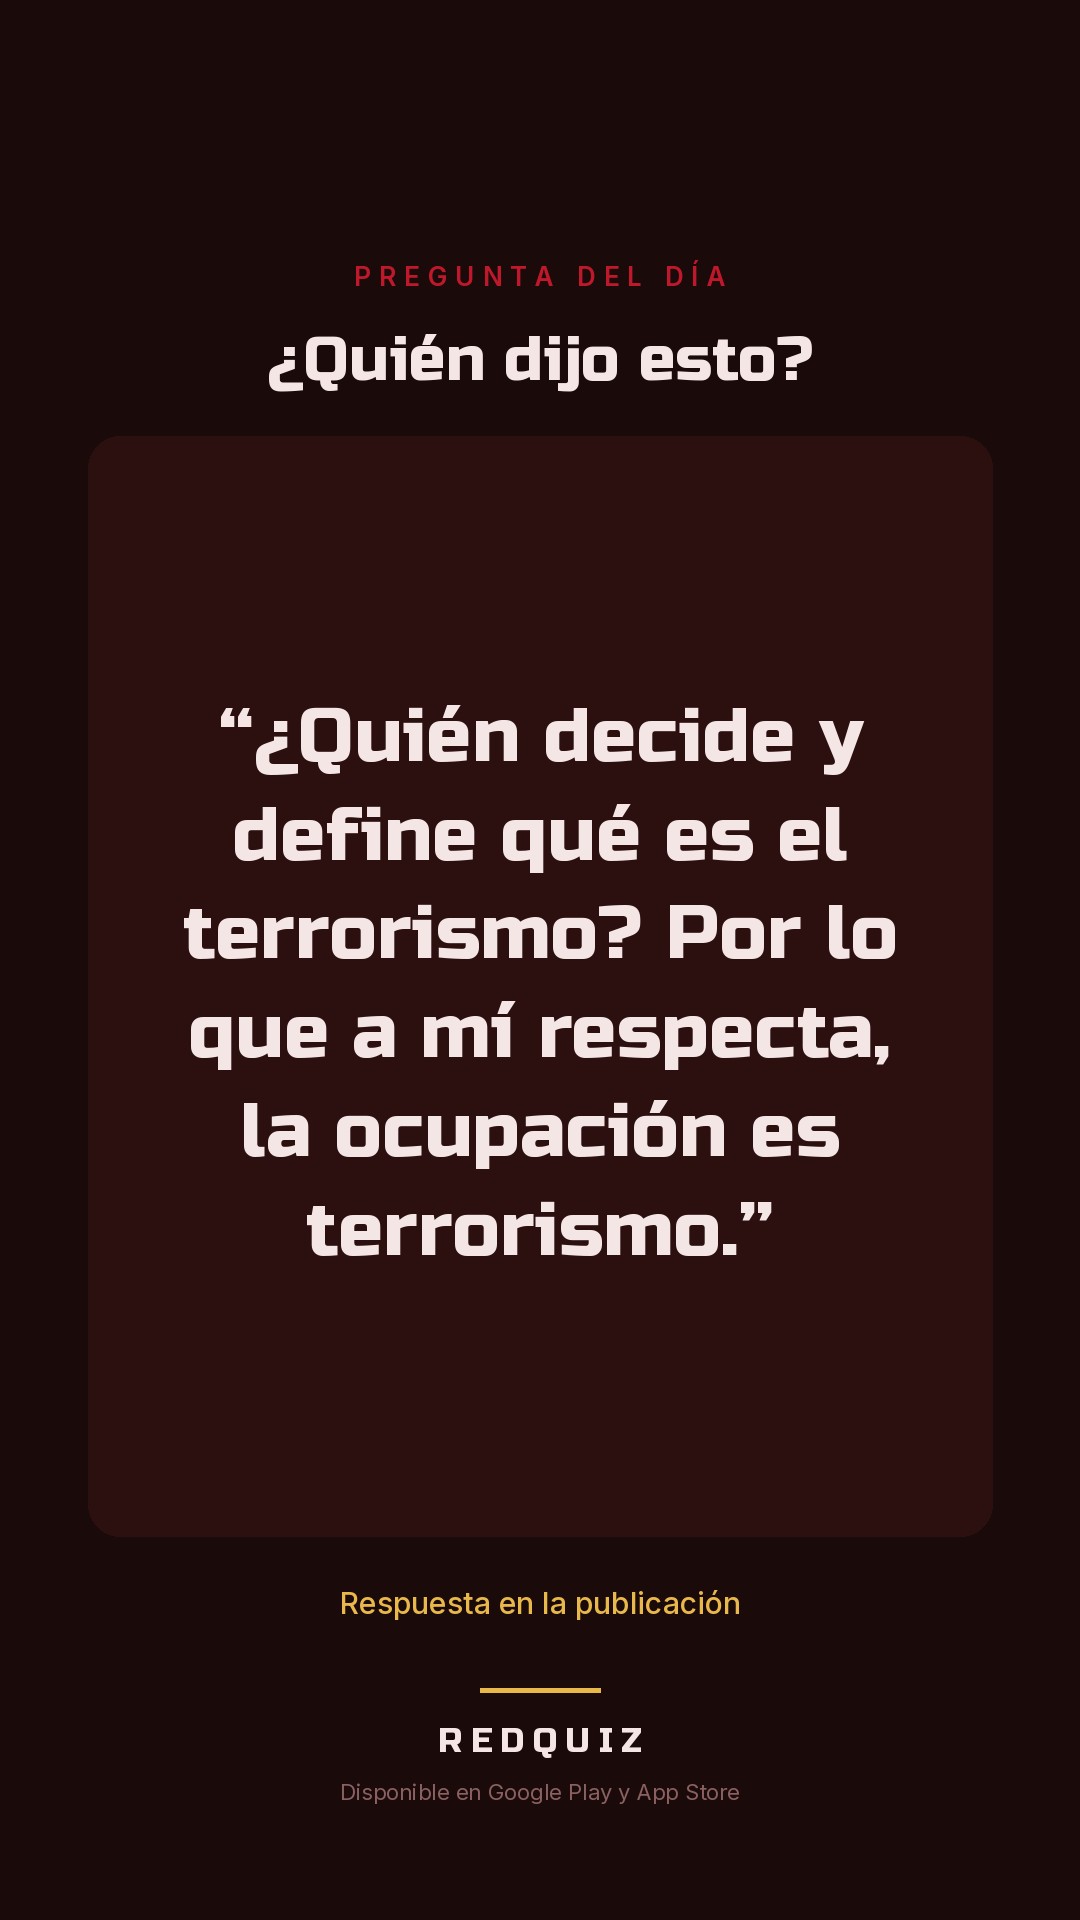 PREGUNTA DEL DÍA
¿Quién dijo esto?
“¿Quién decide y
define qué es el
terrorismo? Por lo
que a mí respecta,
la ocupación es
terrorismo.”
Respuesta en la publicación
REDQUIZ
Disponible en Google Play y App Store